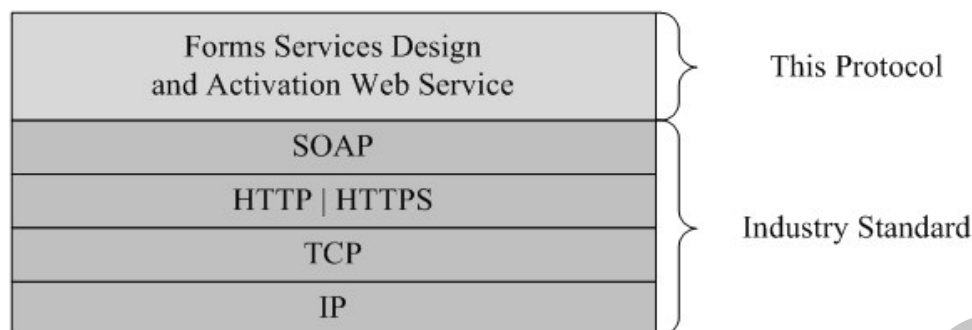 Forms Services Design
and Activation Web Service
This Protocol
SOAP
HTTP | HTTPS
TCP
IP
Industry Standard